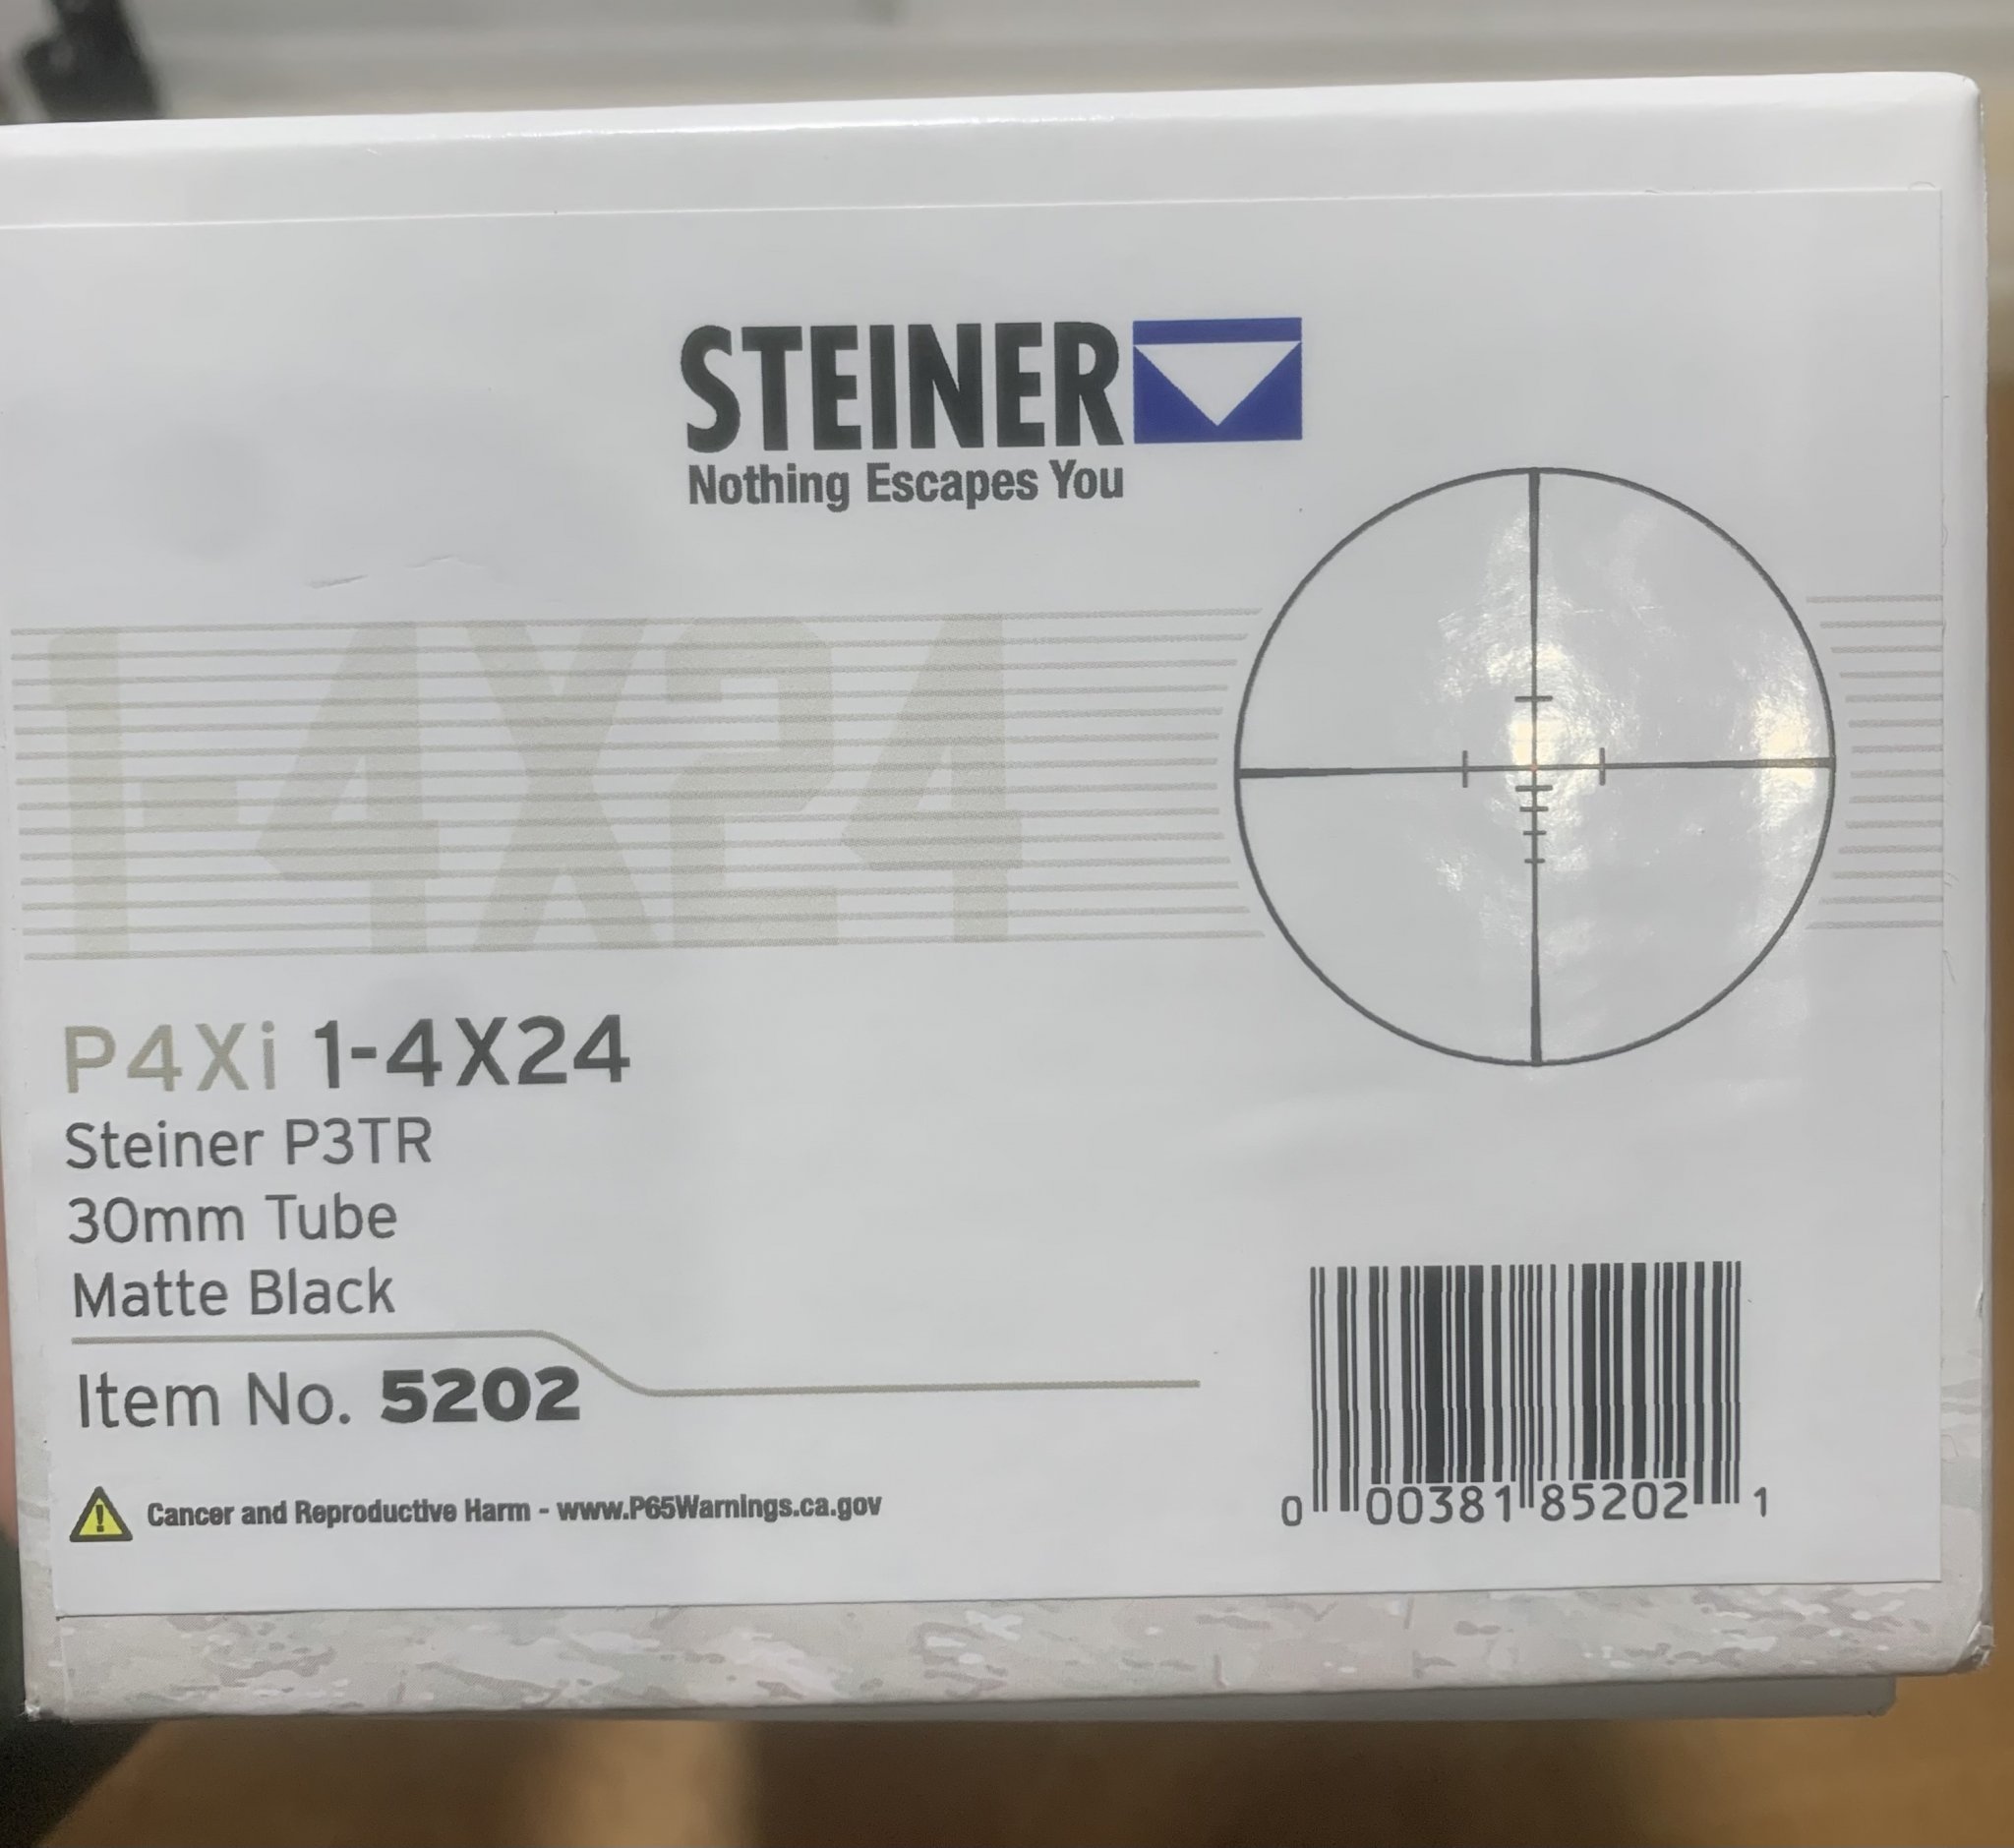 STEINER
Nothing Escapes You
1-4X24
P4Xi 1-4X24
Steiner P3TR
30mm Tube
Matte Black
Item No. 5202
Cancer and Reproductive Harm - www.P65Warnings.ca.gov
0 00381 85202 1